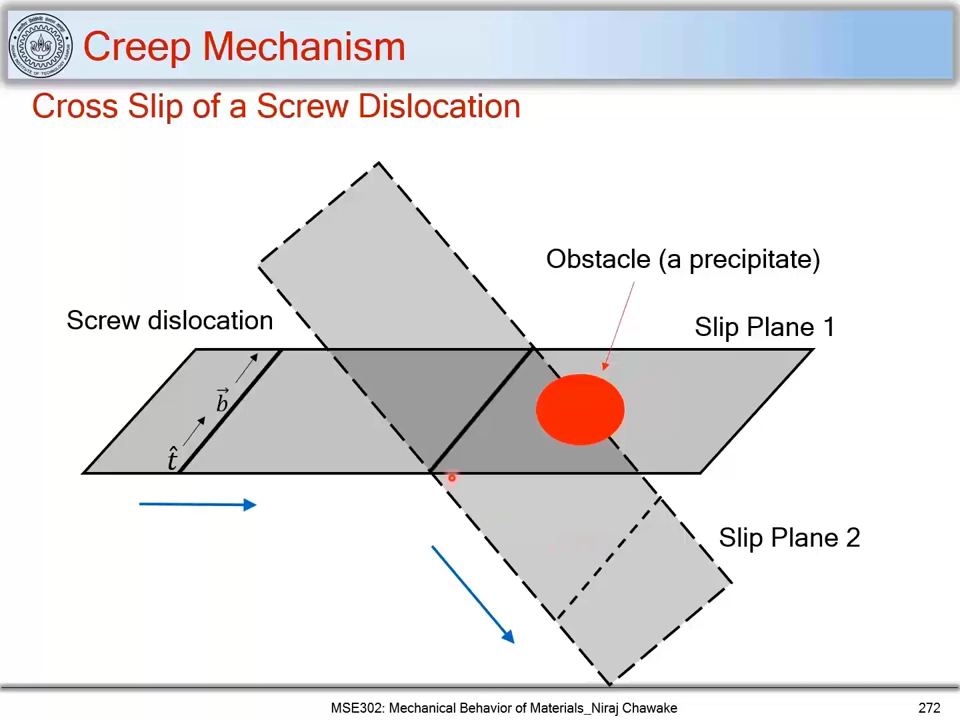 Creep Mechanism
Cross Slip of a Screw Dislocation
Obstacle (a precipitate)
Screw dislocation
Slip Plane 1
b⃗
t̂
Slip Plane 2
MSE302: Mechanical Behavior of Materials_Niraj Chawake
272